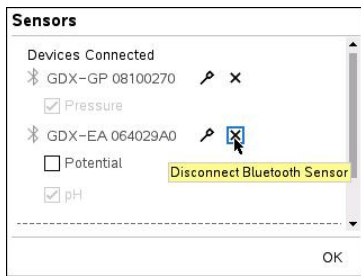 Sensors
Devices Connected
GDX-GP 08100270
Pressure
GDX-EA 064029A0
Potential
Disconnect Bluetooth Sensor
pH
OK